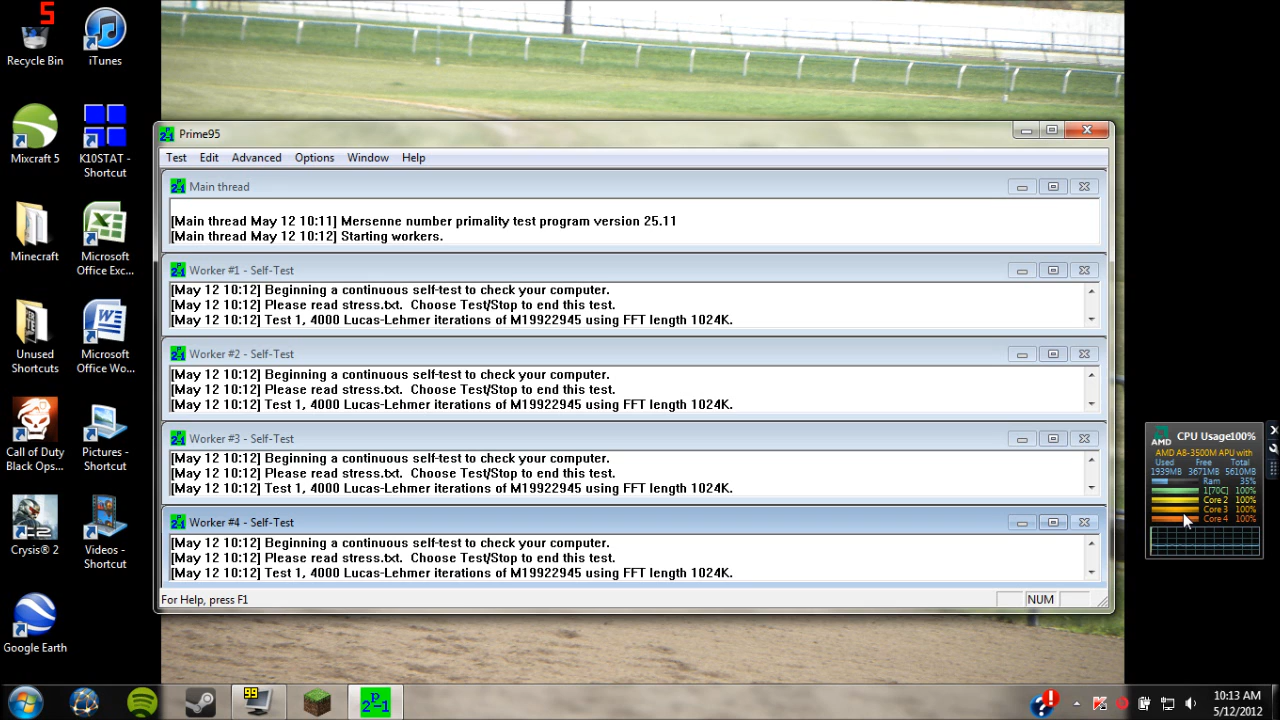 5
Recycle Bin
iTunes
Mixcraft 5
K10STAT -
Shortcut
Minecraft
Microsoft
Office Exc...
Unused
Shortcuts
Microsoft
Office Wo...
Call of Duty
Black Ops...
Pictures -
Shortcut
Crysis® 2
Videos -
Shortcut
Google Earth
Prime95
Test Edit Advanced Options Window Help
Main thread
[Main thread May 12 10:11] Mersenne number primality test program version 25.11
[Main thread May 12 10:12] Starting workers.
Worker #1 - Self-Test
[May 12 10:12] Beginning a continuous self-test to check your computer.
[May 12 10:12] Please read stress.txt. Choose Test/Stop to end this test.
[May 12 10:12] Test 1, 4000 Lucas-Lehmer iterations of M19922945 using FFT length 1024K.
Worker #2 - Self-Test
[May 12 10:12] Beginning a continuous self-test to check your computer.
[May 12 10:12] Please read stress.txt. Choose Test/Stop to end this test.
[May 12 10:12] Test 1, 4000 Lucas-Lehmer iterations of M19922945 using FFT length 1024K.
Worker #3 - Self-Test
[May 12 10:12] Beginning a continuous self-test to check your computer.
[May 12 10:12] Please read stress.txt. Choose Test/Stop to end this test.
[May 12 10:12] Test 1, 4000 Lucas-Lehmer iterations of M19922945 using FFT length 1024K.
Worker #4 - Self-Test
[May 12 10:12] Beginning a continuous self-test to check your computer.
[May 12 10:12] Please read stress.txt. Choose Test/Stop to end this test.
[May 12 10:12] Test 1, 4000 Lucas-Lehmer iterations of M19922945 using FFT length 1024K.
For Help, press F1
NUM
AMD CPU Usage 100%
AMD A8-3500M APU with
Used Free Total
1939MB 3671MB 5610MB
Ram 35%
1[70C] 100%
Core 2 100%
Core 3 100%
Core 4 100%
99
P
2 -1
10:13 AM
5/12/2012